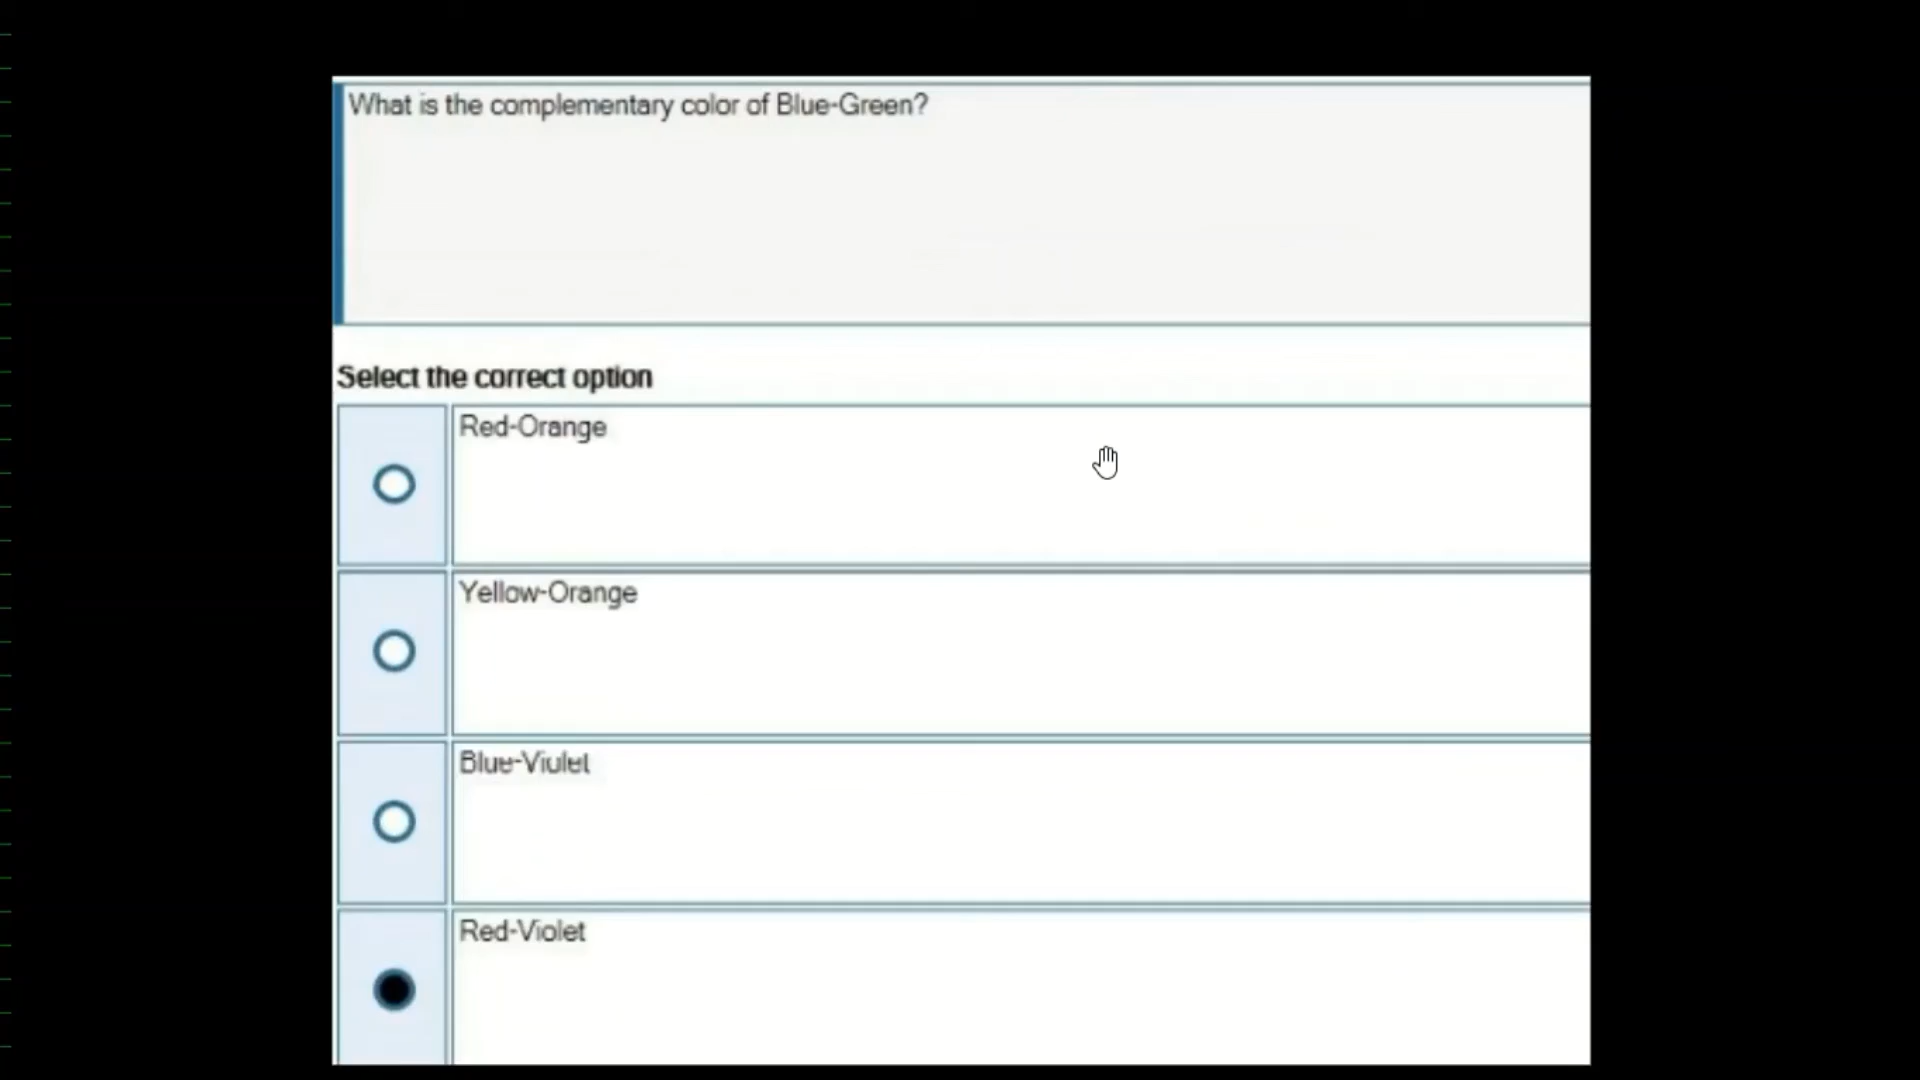 What is the complementary color of Blue-Green?
Select the correct option
Red-Orange
Yellow-Orange
Blue-Violet
Red-Violet